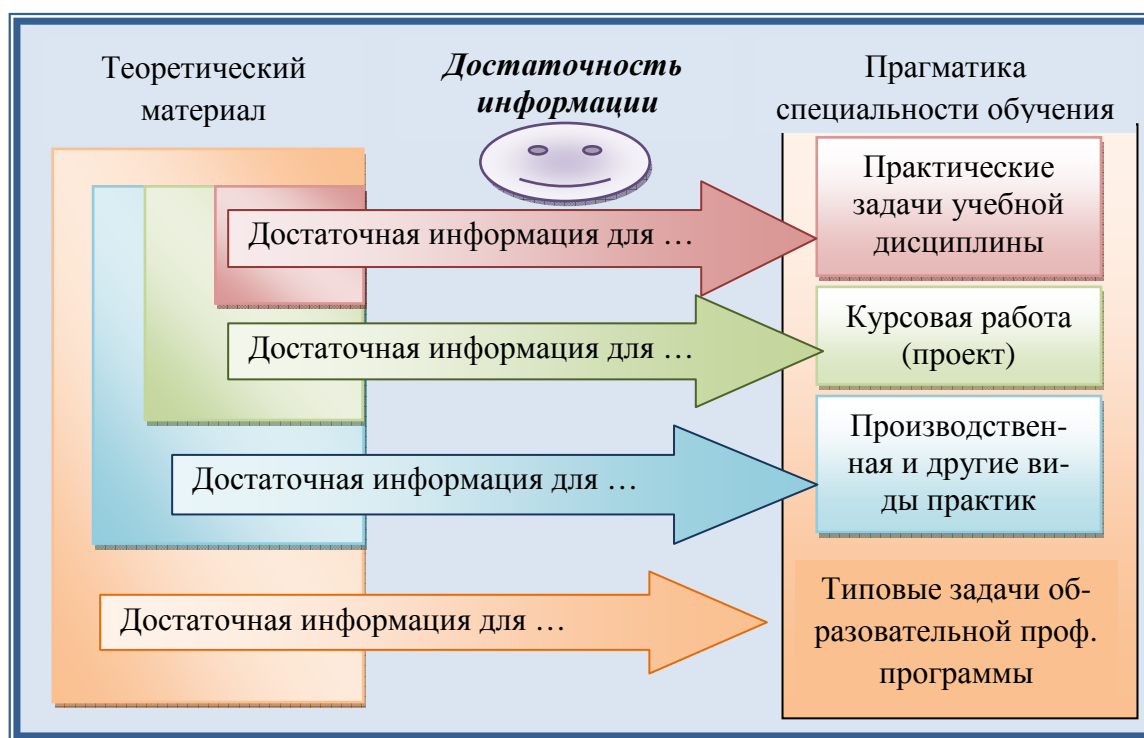 Теоретический
материал
Достаточность
информации
Прагматика
специальности обучения
Достаточная информация для …
Практические
задачи учебной
дисциплины
Достаточная информация для …
Курсовая работа
(проект)
Достаточная информация для …
Производствен-
ная и другие ви-
ды практик
Достаточная информация для …
Типовые задачи об-
разовательной проф.
программы